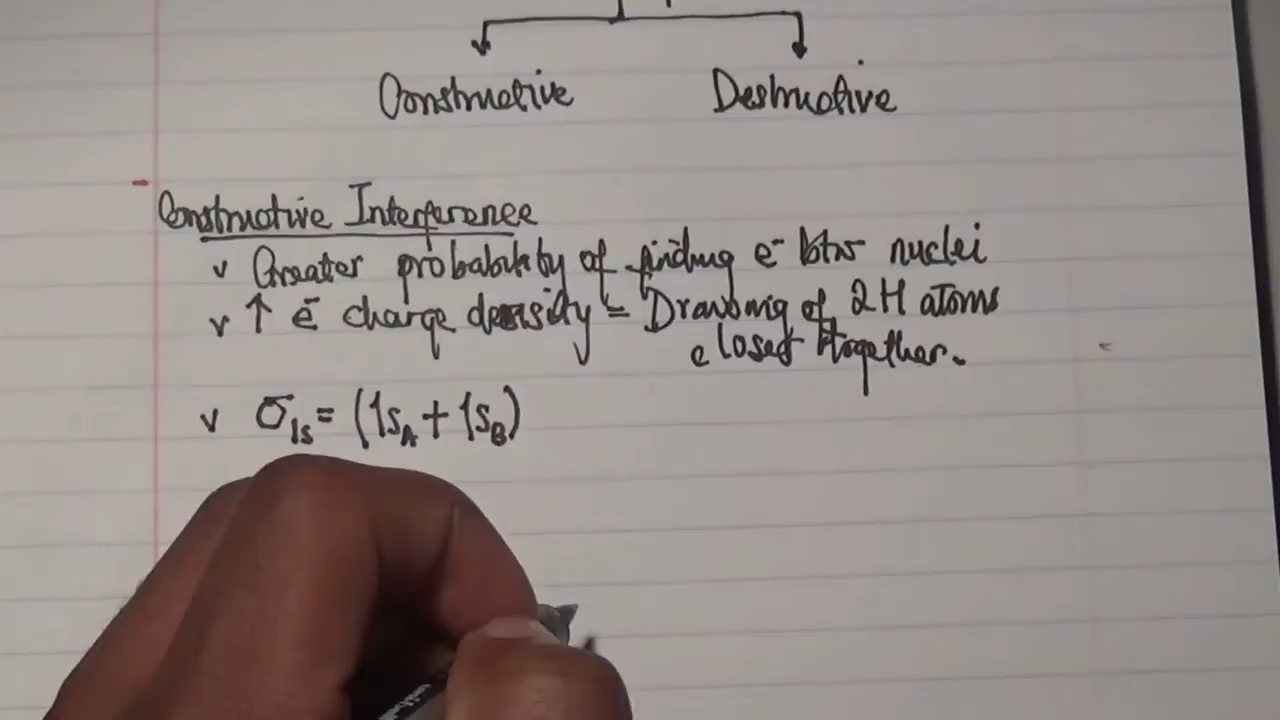 Constructive Destructive
Constructive Interference
v Greater probability of finding e- btw nuclei
v ↑ e- charge density = Drawing of 2H atoms
closer together.
v σ1s = (1sA + 1sB)